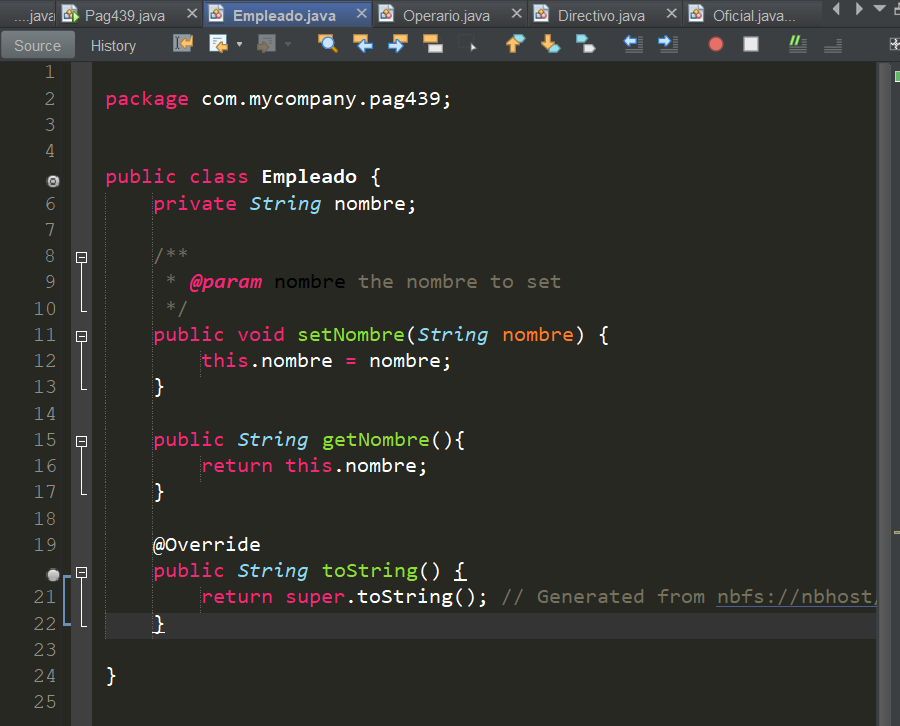 ....java Pag439.java Empleado.java Operario.java Directivo.java Oficial.java...
Source History
1
2 package com.mycompany.pag439;
3
4
public class Empleado {
6 private String nombre;
7
8 /**
9 * @param nombre the nombre to set
10 */
11 public void setNombre(String nombre) {
12 this.nombre = nombre;
13 }
14
15 public String getNombre(){
16 return this.nombre;
17 }
18
19 @Override
public String toString() {
21 return super.toString(); // Generated from nbfs://nbhost/
22 }
23
24 }
25